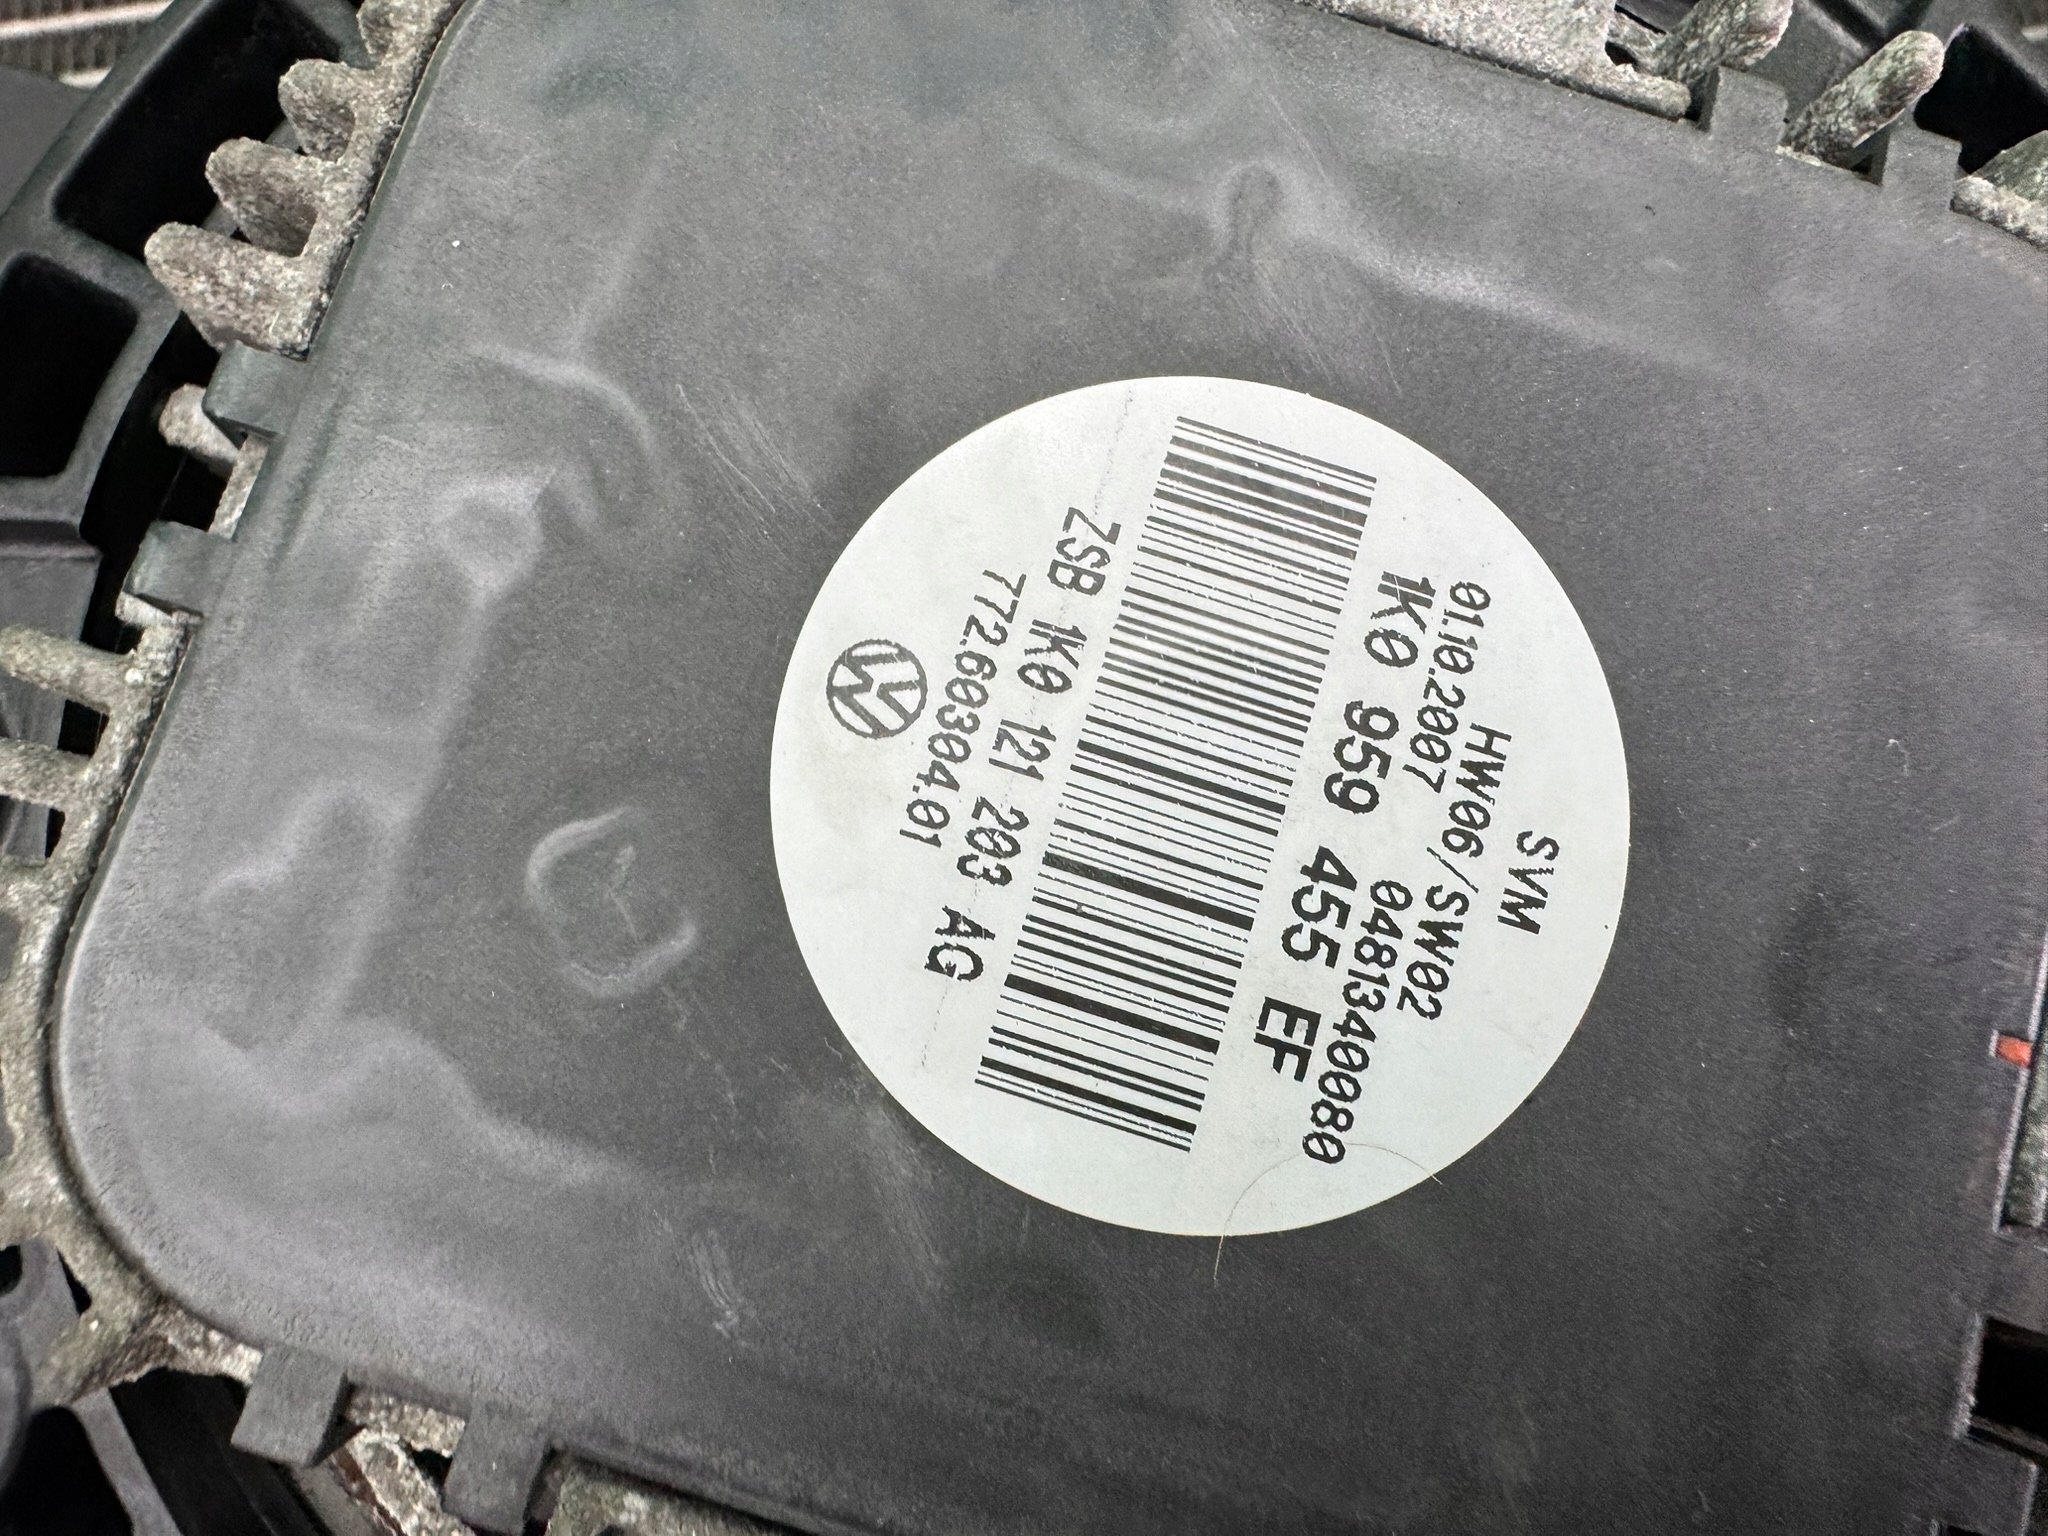 SVM
HW06/SW02
01.10.2007 0481340080
1K0 959 455 EF
ZSB 1K0 121 203 AG
772.60304.01